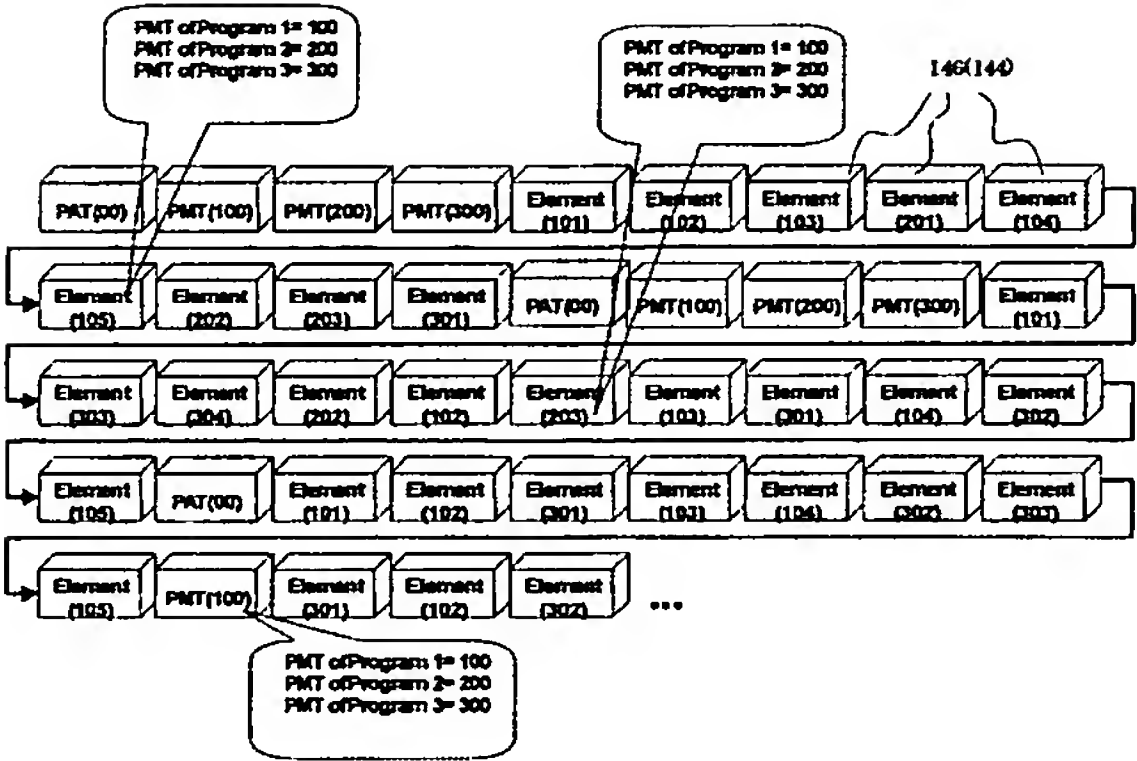 PMT of Program 1= 100
PMT of Program 2= 200
PMT of Program 3= 300
PMT of Program 1= 100
PMT of Program 2= 200
PMT of Program 3= 300
146(144)
PAT(00)
PMT(100)
PMT(200)
PMT(300)
Element
(101)
Element
(102)
Element
(103)
Element
(201)
Element
(104)
Element
(105)
Element
(202)
Element
(203)
Element
(301)
PAT(00)
PMT(100)
PMT(200)
PMT(300)
Element
(101)
Element
(303)
Element
(304)
Element
(202)
Element
(102)
Element
(203)
Element
(103)
Element
(301)
Element
(104)
Element
(302)
Element
(105)
PAT(00)
Element
(101)
Element
(102)
Element
(301)
Element
(103)
Element
(104)
Element
(302)
Element
(303)
Element
(105)
PMT(100)
Element
(301)
Element
(102)
Element
(302)
...
PMT of Program 1= 100
PMT of Program 2= 200
PMT of Program 3= 300